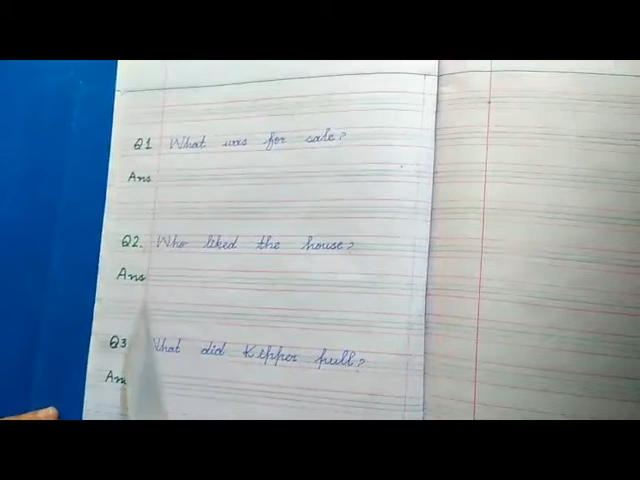 Q1 What was for sale?
Ans
Q2. Who liked the house?
Ans
Q3 What did Kipper pull?
Ans